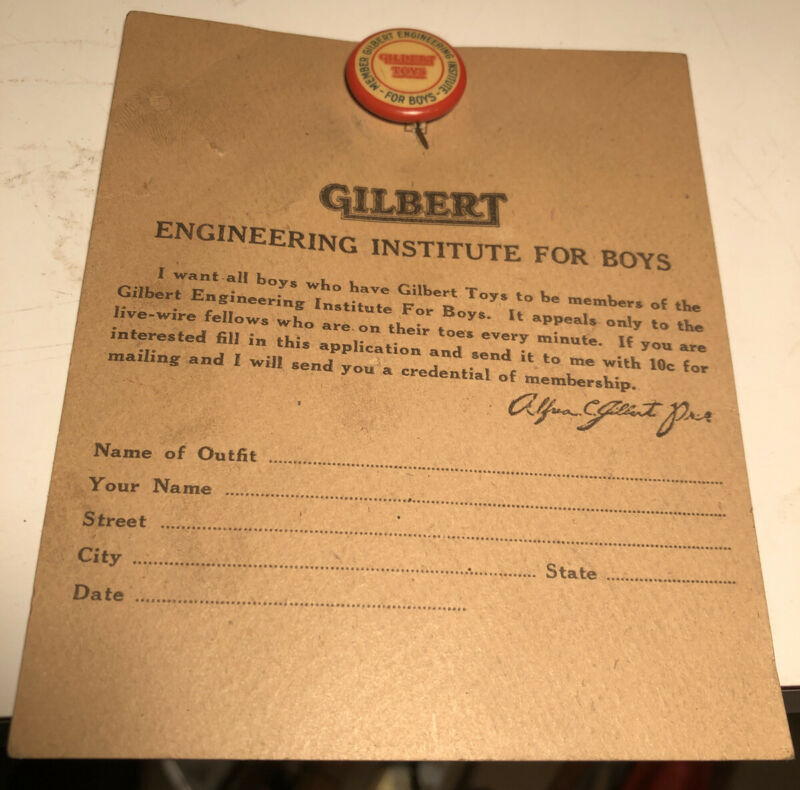 MEMBER GILBERT ENGINEERING INSTITUTE
GILBERT
TOYS
- FOR BOYS -
GILBERT
ENGINEERING INSTITUTE FOR BOYS
I want all boys who have Gilbert Toys to be members of the
Gilbert Engineering Institute For Boys. It appeals only to the
live-wire fellows who are on their toes every minute. If you are
interested fill in this application and send it to me with 10c for
mailing and I will send you a credential of membership.
Alfred C. Gilbert Pres
Name of Outfit
Your Name
Street
City State
Date